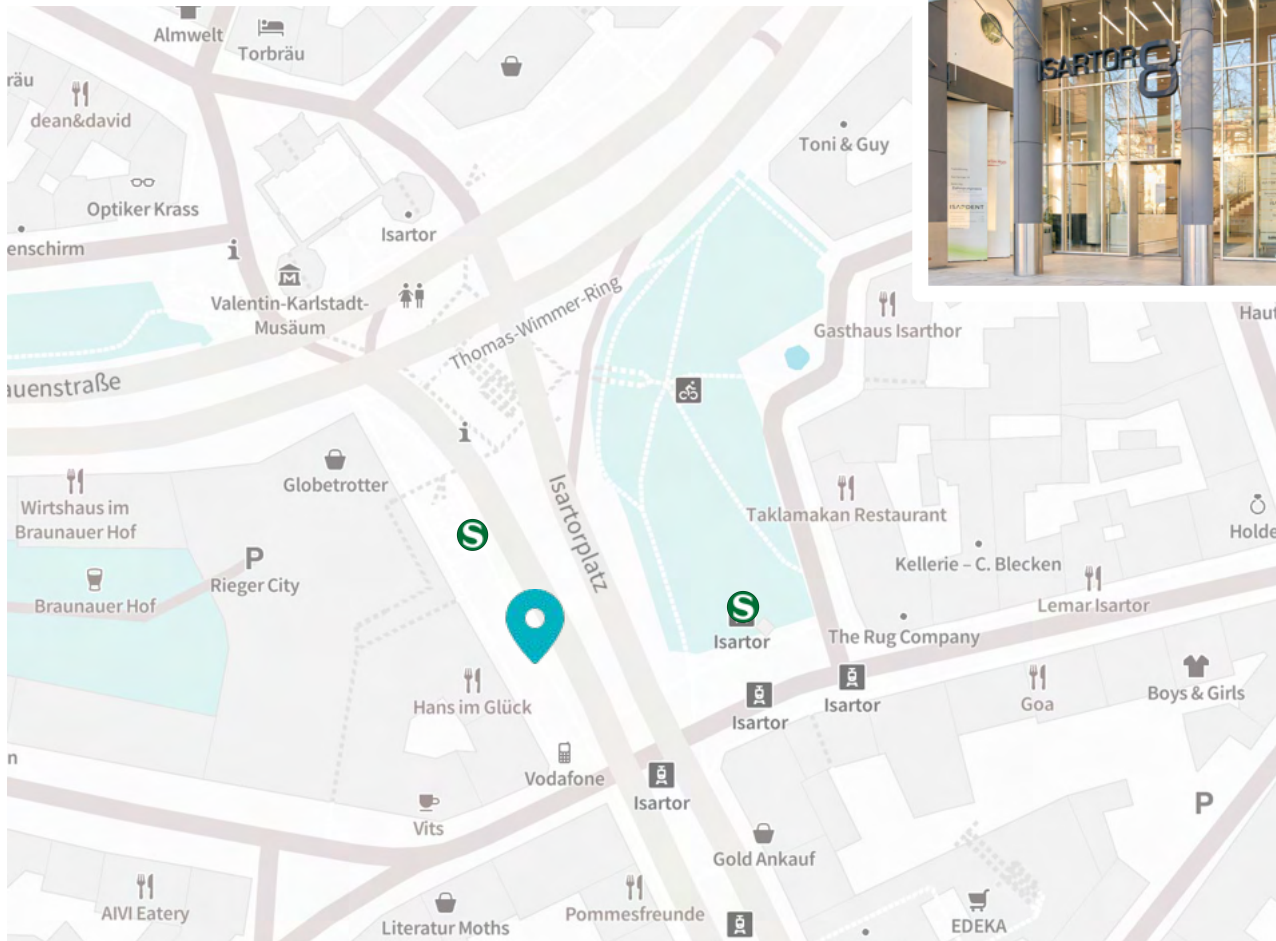 Almwelt
Torbräu
räu
dean&david
Optiker Krass
enschirm
Isartor
Valentin-Karlstadt-
Musäum
Thomas-Wimmer-Ring
Toni & Guy
ISARTOR 8
ISARDENT
Gasthaus Isarthor
Haut
auenstraße
Globetrotter
Wirtshaus im
Braunauer Hof
P
Rieger City
Braunauer Hof
Isartorplatz
S
Taklamakan Restaurant
Kellerie – C. Blecken
Holde
Lemar Isartor
S
Isartor
The Rug Company
Hans im Glück
Isartor
Isartor
Goa
Boys & Girls
n
Vodafone
Isartor
Vits
P
Gold Ankauf
AIVI Eatery
Literatur Moths
Pommesfreunde
EDEKA